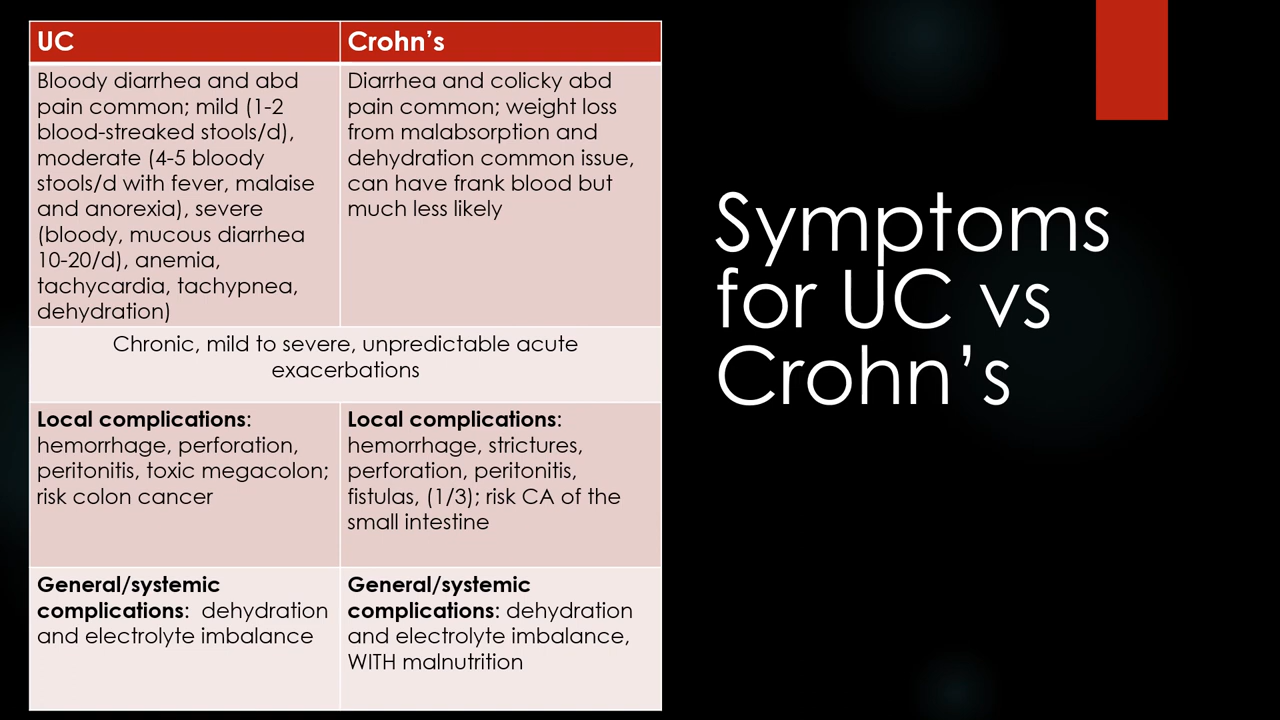 UC
Crohn's
Bloody diarrhea and abd
pain common; mild (1-2
blood-streaked stools/d),
moderate (4-5 bloody
stools/d with fever, malaise
and anorexia), severe
(bloody, mucous diarrhea
10-20/d), anemia,
tachycardia, tachypnea,
dehydration)
Diarrhea and colicky abd
pain common; weight loss
from malabsorption and
dehydration common issue,
can have frank blood but
much less likely
Chronic, mild to severe, unpredictable acute
exacerbations
Local complications:
hemorrhage, perforation,
peritonitis, toxic megacolon;
risk colon cancer
Local complications:
hemorrhage, strictures,
perforation, peritonitis,
fistulas, (1/3); risk CA of the
small intestine
General/systemic
complications:  dehydration
and electrolyte imbalance
General/systemic
complications: dehydration
and electrolyte imbalance,
WITH malnutrition
Symptoms
for UC vs
Crohn's